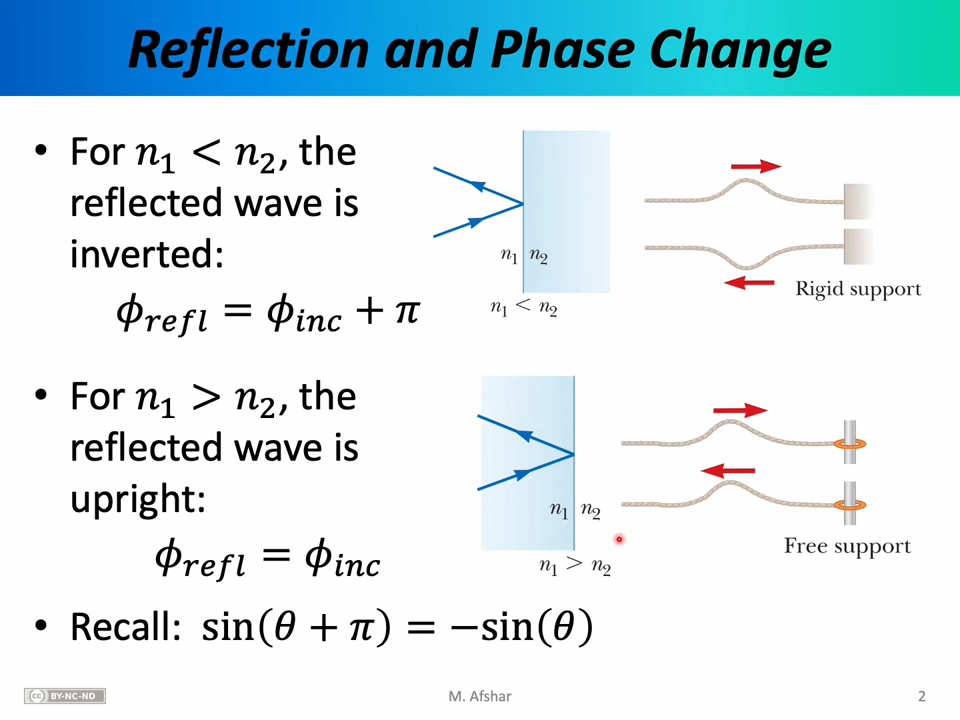 Reflection and Phase Change
• For n₁ < n₂, the
reflected wave is
inverted:
ϕ_refl = ϕ_inc + π
n₁ n₂
n₁ < n₂
Rigid support
• For n₁ > n₂, the
reflected wave is
upright:
ϕ_refl = ϕ_inc
n₁ n₂
n₁ > n₂
Free support
• Recall: sin(θ + π) = −sin(θ)
cc BY-NC-ND
M. Afshar
2